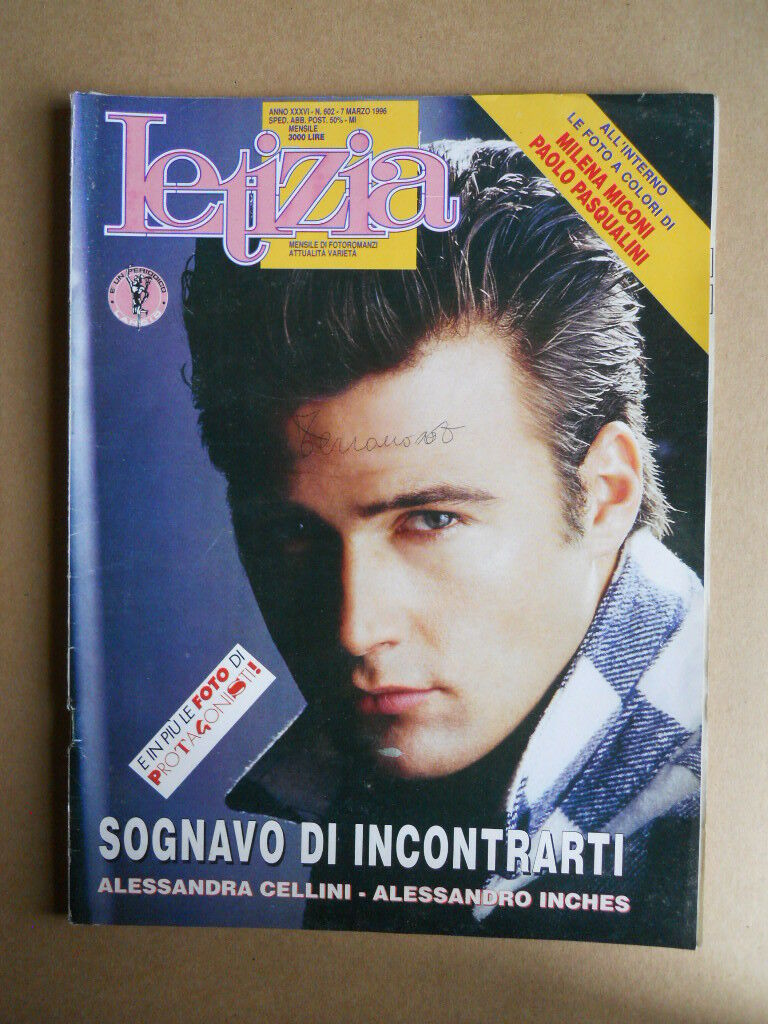 letizia
ANNO XXXVI - N. 602 - 7 MARZO 1996
SPED. ABB. POST. 50% - MI
MENSILE
3000 LIRE
MENSILE DI FOTOROMANZI
ATTUALITÀ VARIETÀ
ALL'INTERNO
LE FOTO A COLORI DI
MILENA MICONI
PAOLO PASQUALINI
È UN PERIODICO
E IN PIÙ LE FOTO DI
PROTAGONISTI!
SOGNAVO DI INCONTRARTI
ALESSANDRA CELLINI - ALESSANDRO INCHES